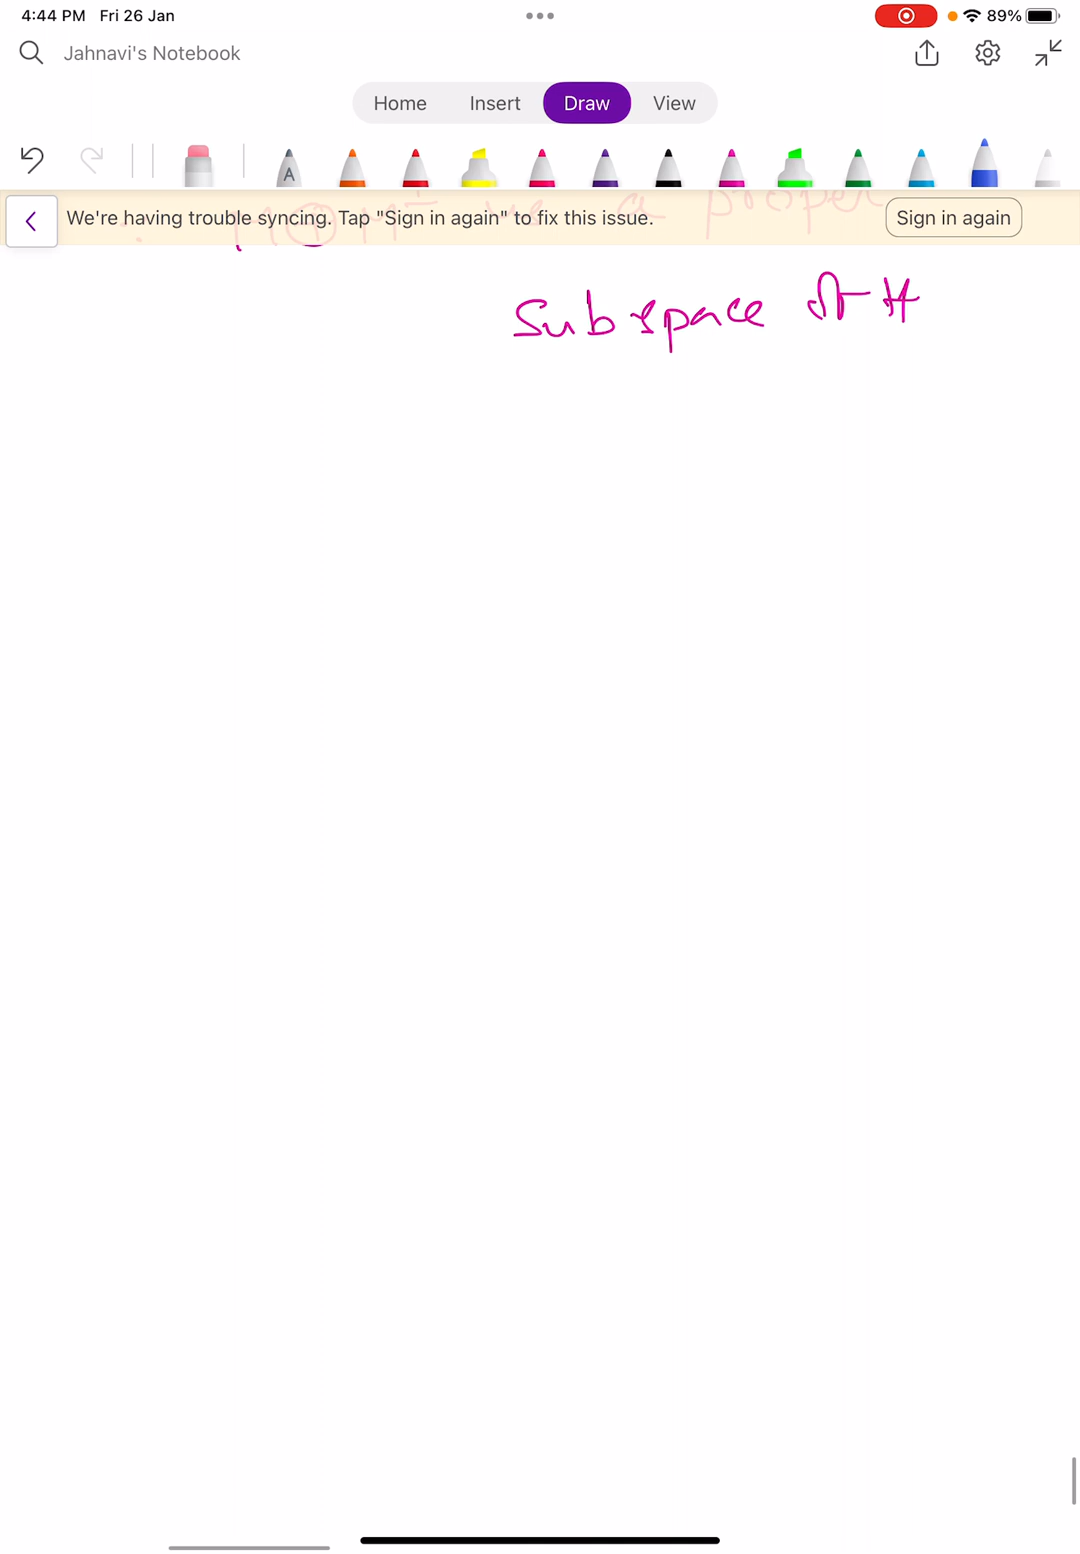 4:44 PM Fri 26 Jan 89%
Jahnavi's Notebook
Home Insert Draw View
A
We're having trouble syncing. Tap "Sign in again" to fix this issue. Sign in again
a proper
Subspace of H